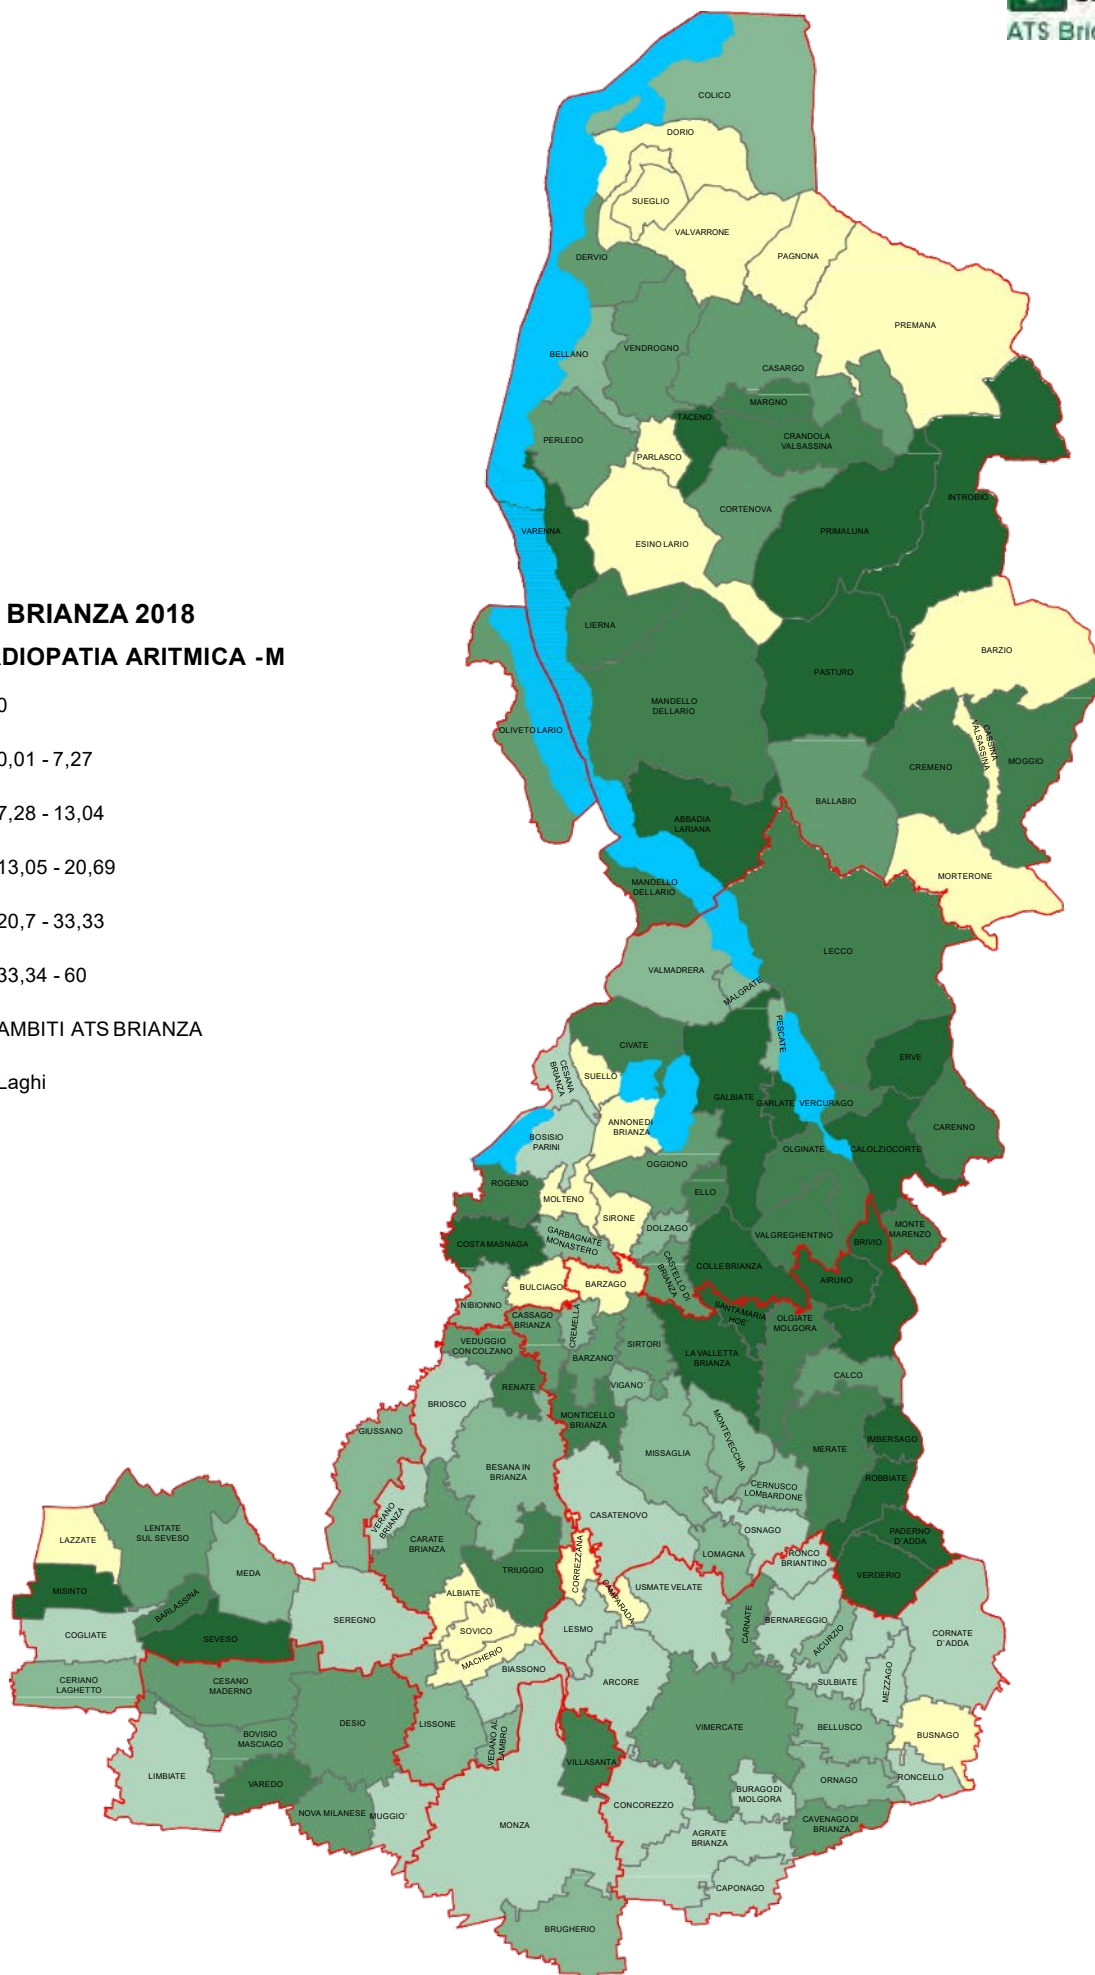 ATS Bri
BRIANZA 2018
DIOPATIA ARITMICA -M
0
0,01 - 7,27
7,28 - 13,04
13,05 - 20,69
20,7 - 33,33
33,34 - 60
AMBITI ATS BRIANZA
Laghi
COLICO
DORIO
SUEGLIO
VALVARRONE
PAGNONA
DERVIO
PREMANA
BELLANO
VENDROGNO
CASARGO
MARGNO
TACENO
CRANDOLA
VALSASSINA
PERLEDO
PARLASCO
INTROBIO
CORTENOVA
VARENNA
ESINO LARIO
PRIMALUNA
LIERNA
BARZIO
PASTURO
MANDELLO
DELLARIO
OLIVETO LARIO
CASSINA
VALSASSINA
CREMENO
MOGGIO
BALLABIO
ABBADIA
LARIANA
MORTERONE
MANDELLO
DELLARIO
LECCO
VALMADRERA
MALGRATE
PESCATE
CIVATE
ERVE
CESANA
BRIANZA
SUELLO
GALBIATE
GARLATE
VERCURAGO
ANNONE DI
BRIANZA
CARENNO
BOSISIO
PARINI
OLGINATE
CALOLZIOCORTE
OGGIONO
ROGENO
ELLO
MOLTENO
SIRONE
DOLZAGO
VALGREGHENTINO
MONTE
MARENZO
GARBAGNATE
MONASTERO
COSTA MASNAGA
BRIVIO
CASTELLO DI
BRIANZA
COLLE BRIANZA
AIRUNO
BULCIAGO
BARZAGO
NIBIONNO
CASSAGO
BRIANZA
CREMELLA
SANTA MARIA
HOE'
OLGIATE
MOLGORA
VEDUGGIO
CON COLZANO
BARZANO'
SIRTORI
LA VALLETTA
BRIANZA
CALCO
RENATE
VIGANO'
BRIOSCO
MONTICELLO
BRIANZA
GIUSSANO
MISSAGLIA
MONTEVECCHIA
MERATE
IMBERSAGO
BESANA IN
BRIANZA
ROBBIATE
CERNUSCO
LOMBARDONE
VERANO
BRIANZA
CASATENOVO
LENTATE
SUL SEVESO
LAZZATE
OSNAGO
PADERNO
D'ADDA
CARATE
BRIANZA
CORREZZANA
LOMAGNA
RONCO
BRIANTINO
MEDA
TRIUGGIO
VERDERIO
MISINTO
BARLASSINA
ALBIATE
CAMPARADA
USMATE VELATE
SEREGNO
SOVICO
LESMO
CARNATE
BERNAREGGIO
COGLIATE
SEVESO
AICURZIO
CORNATE
D'ADDA
MACHERIO
BIASSONO
CERIANO
LAGHETTO
CESANO
MADERNO
ARCORE
SULBIATE
MEZZAGO
DESIO
LISSONE
VIMERCATE
BELLUSCO
BUSNAGO
BOVISIO
MASCIAGO
VEDANO AL
LAMBRO
VILLASANTA
LIMBIATE
RONCELLO
VAREDO
ORNAGO
BURAGO DI
MOLGORA
NOVA MILANESE
MUGGIO'
CONCOREZZO
CAVENAGO DI
BRIANZA
MONZA
AGRATE
BRIANZA
CAPONAGO
BRUGHERIO